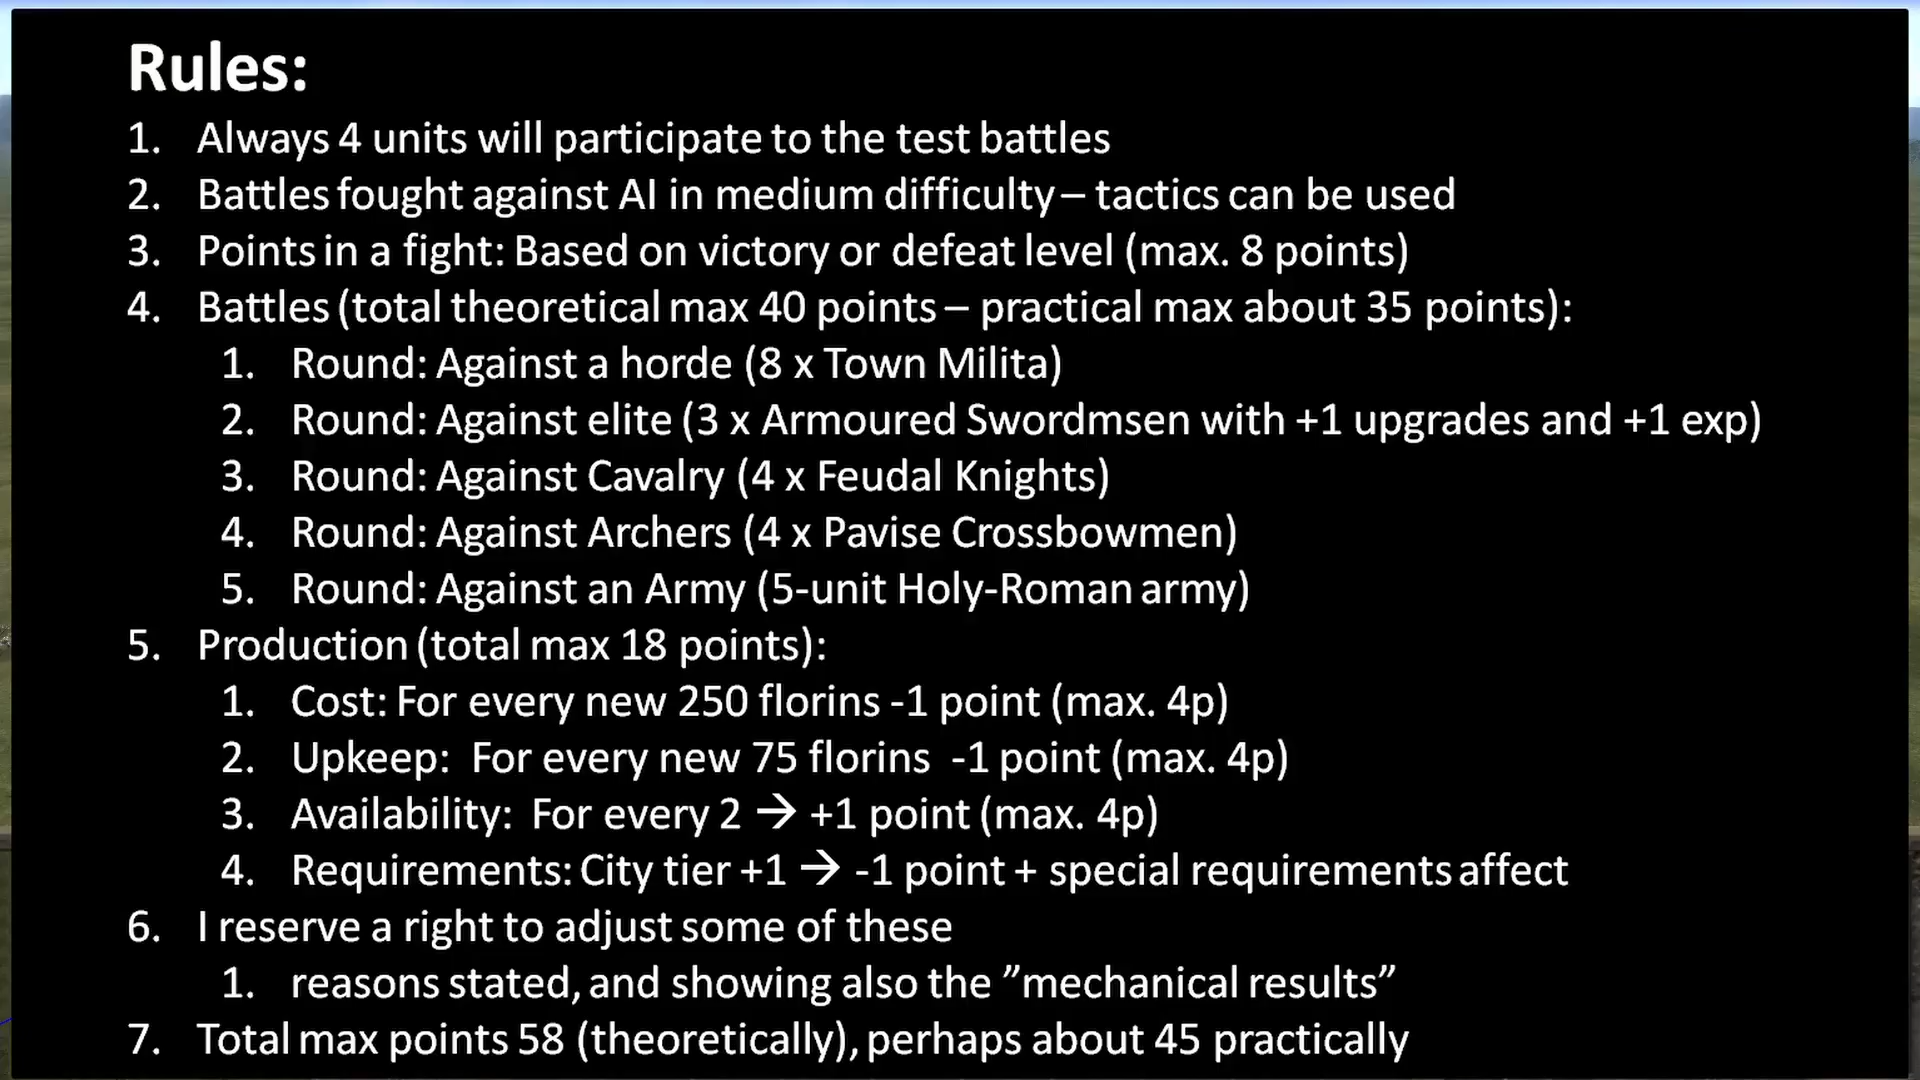 Rules:
1. Always 4 units will participate to the test battles
2. Battles fought against AI in medium difficulty – tactics can be used
3. Points in a fight: Based on victory or defeat level (max. 8 points)
4. Battles (total theoretical max 40 points – practical max about 35 points):
1. Round: Against a horde (8 x Town Milita)
2. Round: Against elite (3 x Armoured Swordmsen with +1 upgrades and +1 exp)
3. Round: Against Cavalry (4 x Feudal Knights)
4. Round: Against Archers (4 x Pavise Crossbowmen)
5. Round: Against an Army (5-unit Holy-Roman army)
5. Production (total max 18 points):
1. Cost: For every new 250 florins -1 point (max. 4p)
2. Upkeep: For every new 75 florins -1 point (max. 4p)
3. Availability: For every 2 → +1 point (max. 4p)
4. Requirements: City tier +1 → -1 point + special requirements affect
6. I reserve a right to adjust some of these
1. reasons stated, and showing also the ”mechanical results”
7. Total max points 58 (theoretically), perhaps about 45 practically